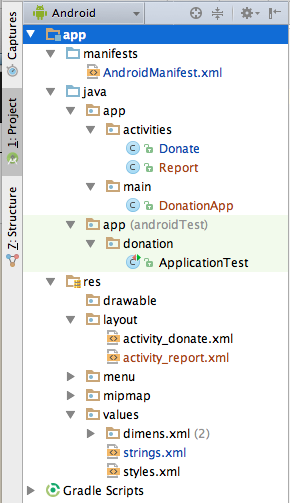 Android
Captures
1: Project
Z: Structure
app
manifests
AndroidManifest.xml
java
app
activities
Donate
Report
main
DonationApp
app (androidTest)
donation
ApplicationTest
res
drawable
layout
activity_donate.xml
activity_report.xml
menu
mipmap
values
dimens.xml (2)
strings.xml
styles.xml
Gradle Scripts